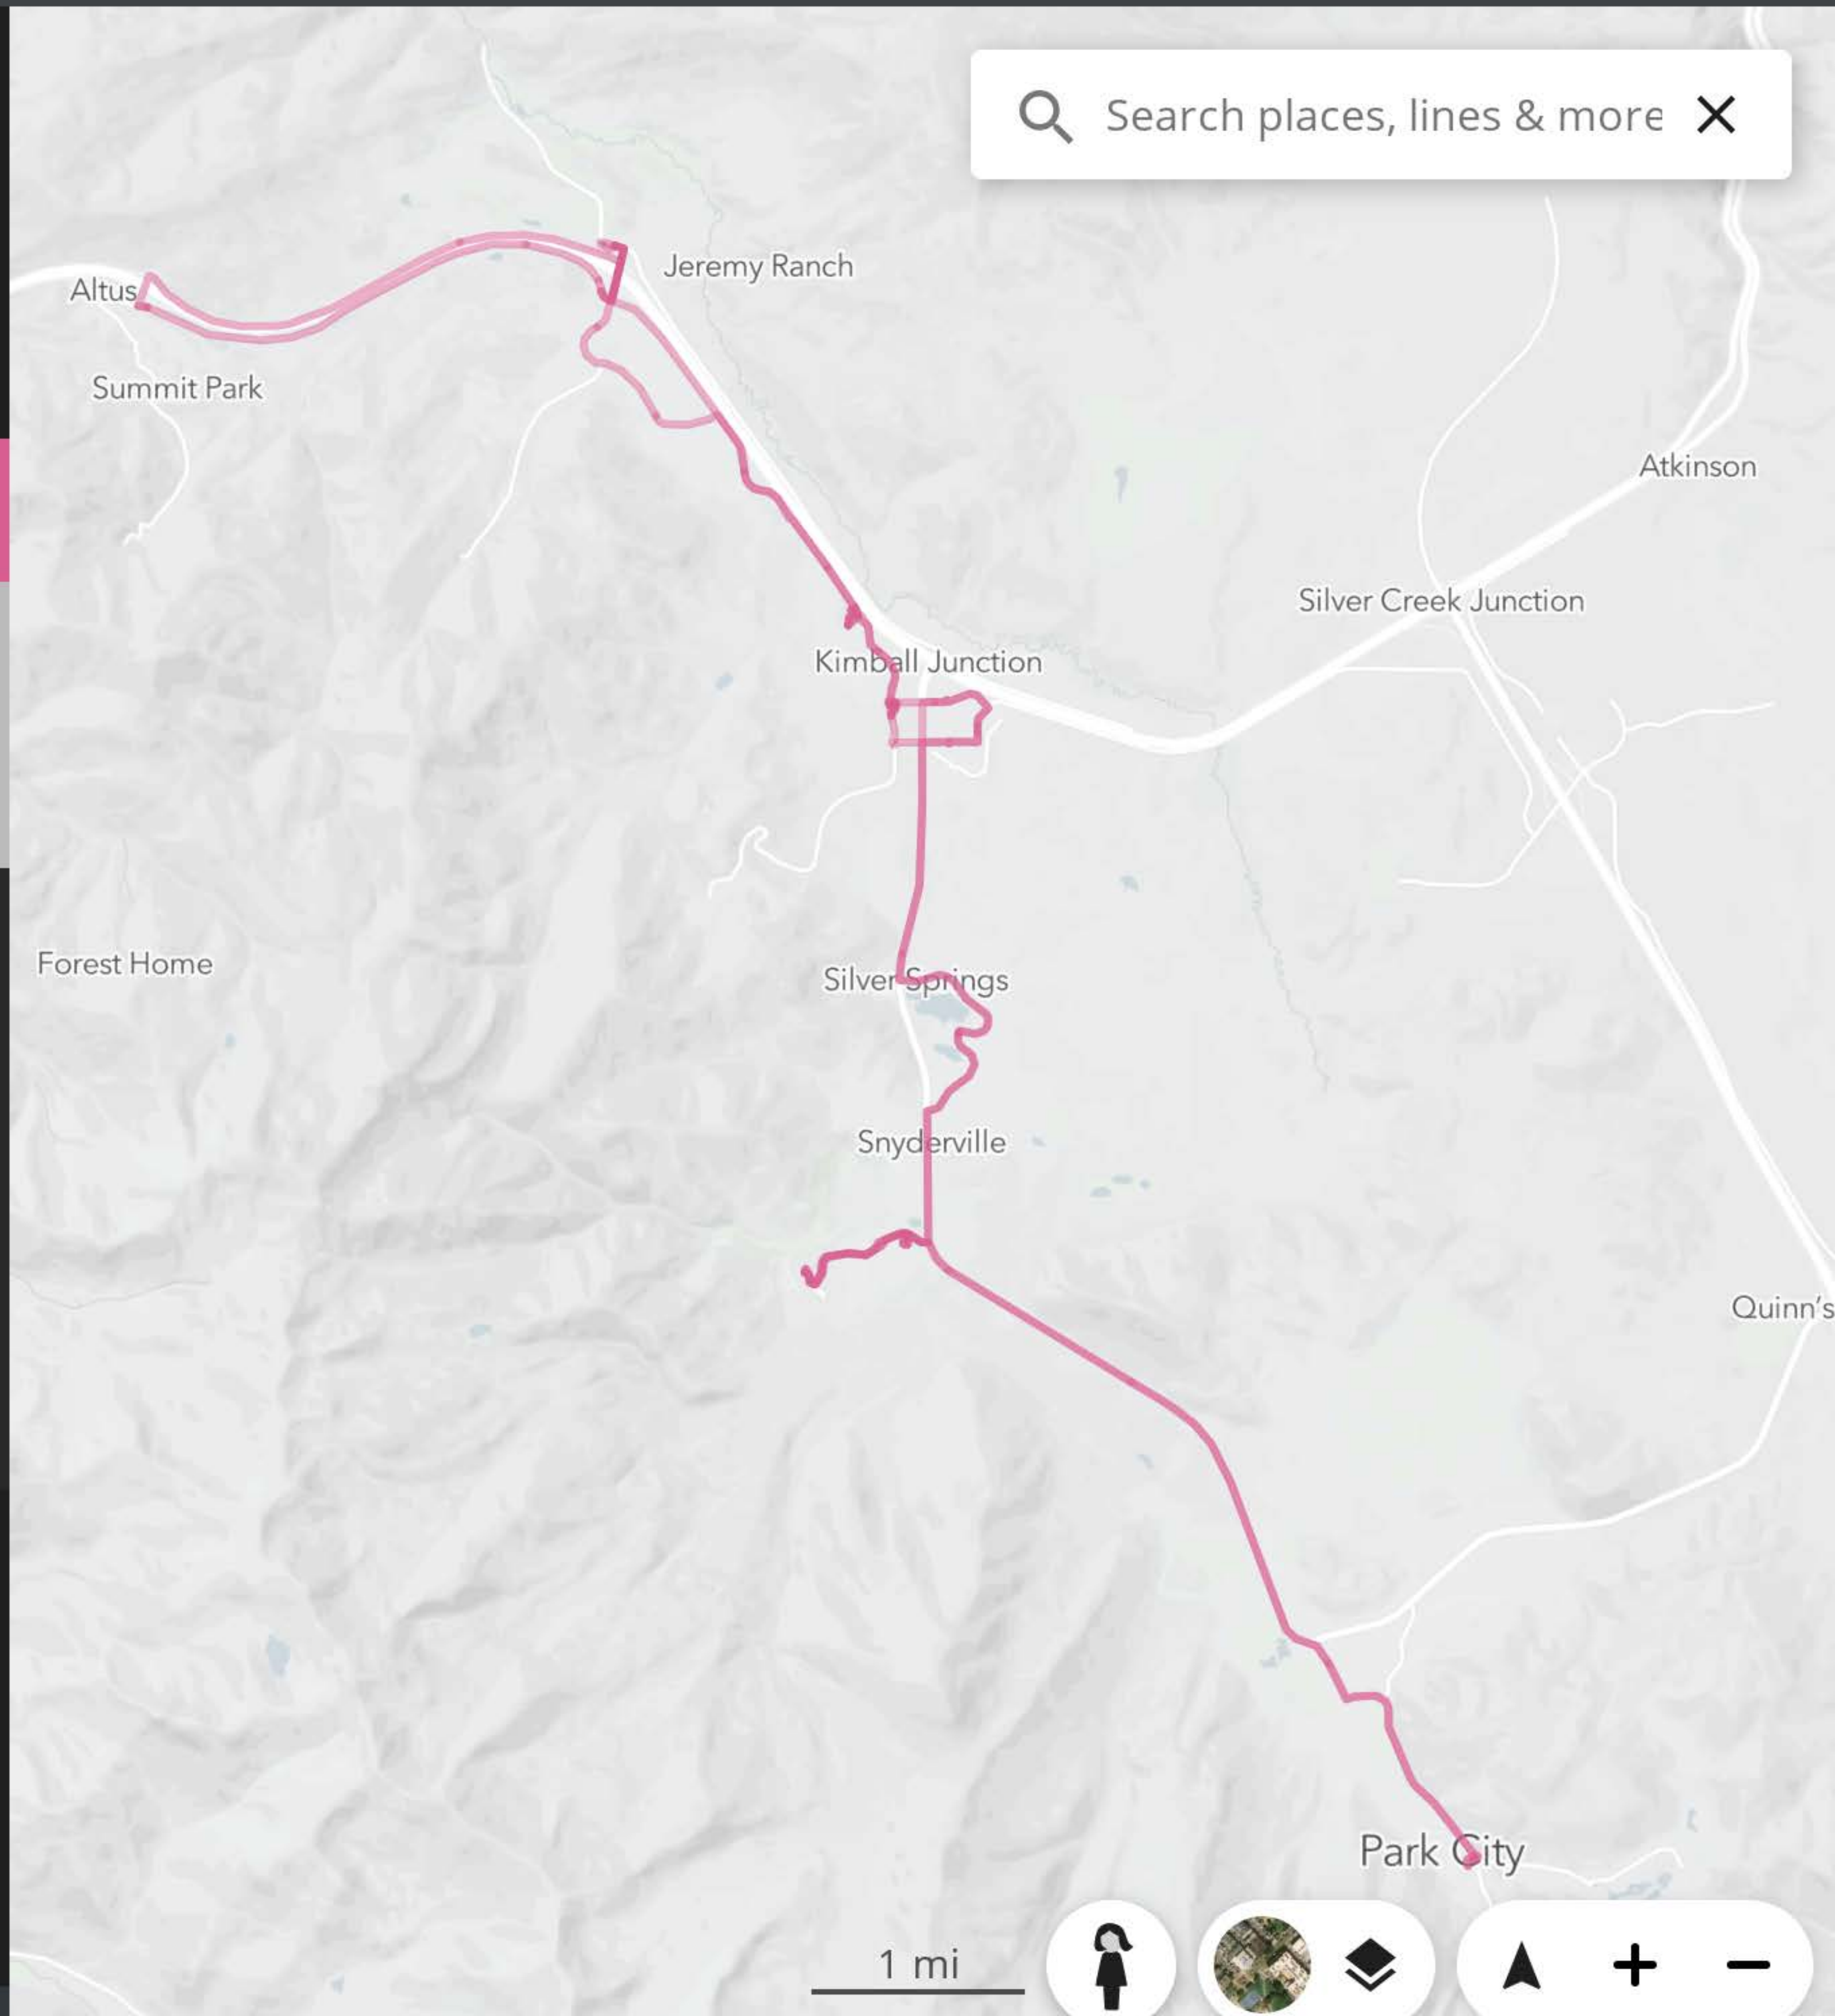 Search places, lines & more
Jeremy Ranch
Altus
Summit Park
Atkinson
Silver Creek Junction
Kimball Junction
Forest Home
Silver Springs
Snyderville
Quinn's
Park City
1 mi